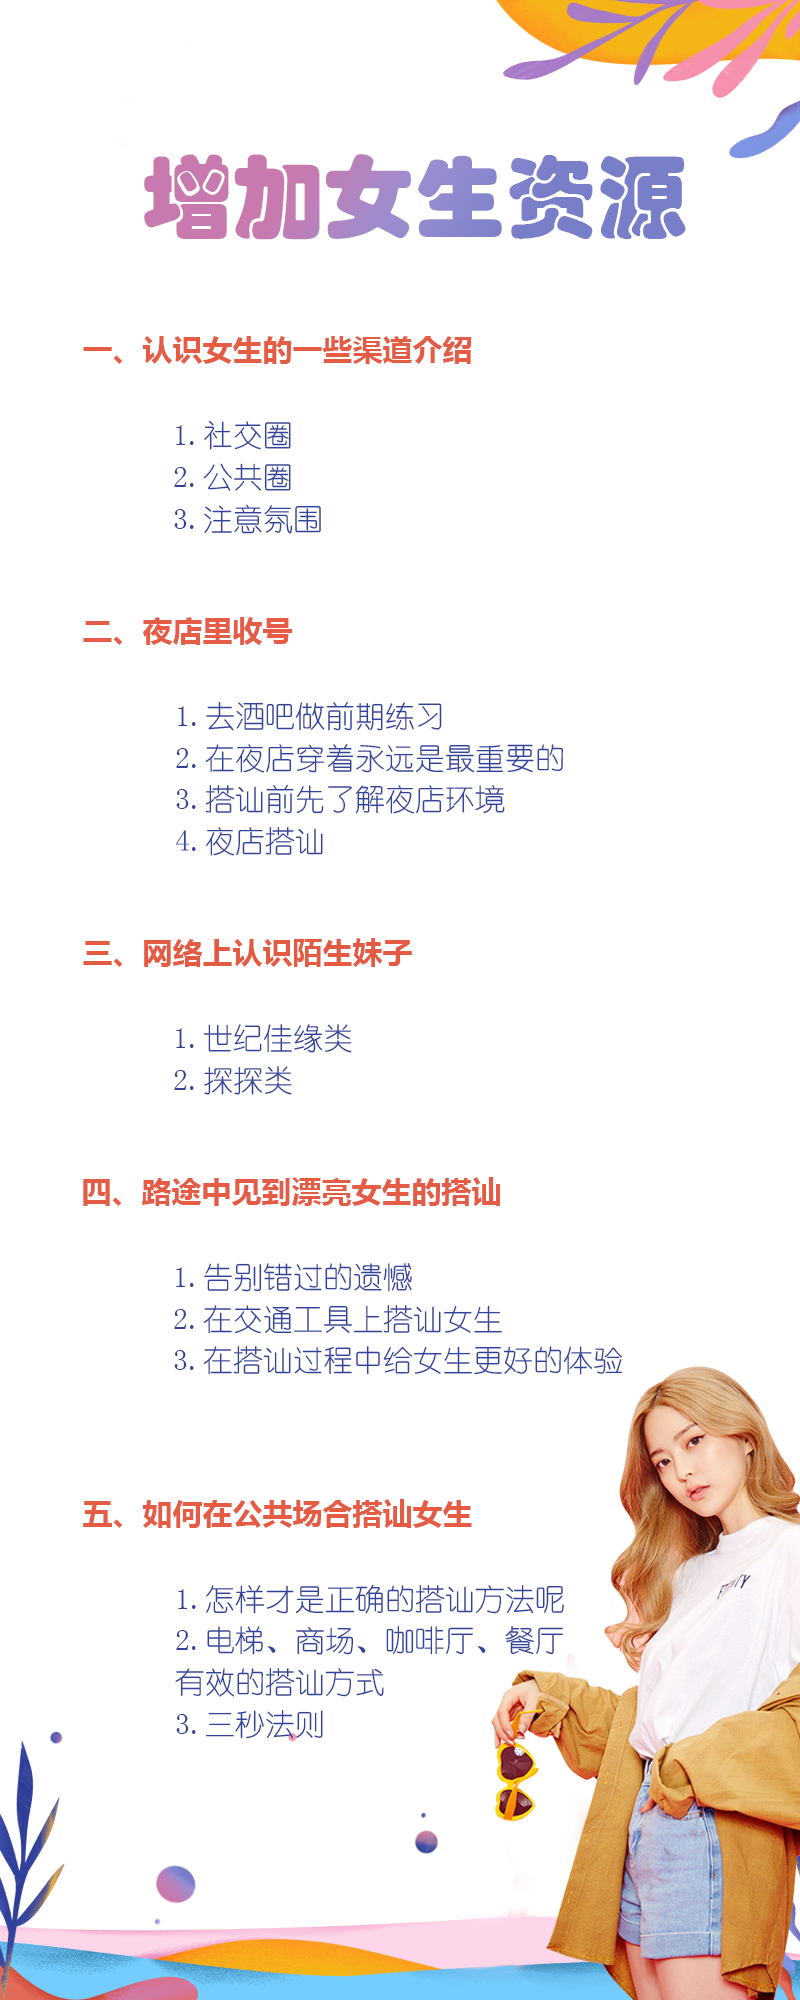 增加女生资源
一、认识女生的一些渠道介绍
1.社交圈
2.公共圈
3.注意氛围
二、夜店里收号
1.去酒吧做前期练习
2.在夜店穿着永远是最重要的
3.搭讪前先了解夜店环境
4.夜店搭讪
三、网络上认识陌生妹子
1.世纪佳缘类
2.探探类
四、路途中见到漂亮女生的搭讪
1.告别错过的遗憾
2.在交通工具上搭讪女生
3.在搭讪过程中给女生更好的体验
五、如何在公共场合搭讪女生
1.怎样才是正确的搭讪方法呢
2.电梯、商场、咖啡厅、餐厅
有效的搭讪方式
3.三秒法则